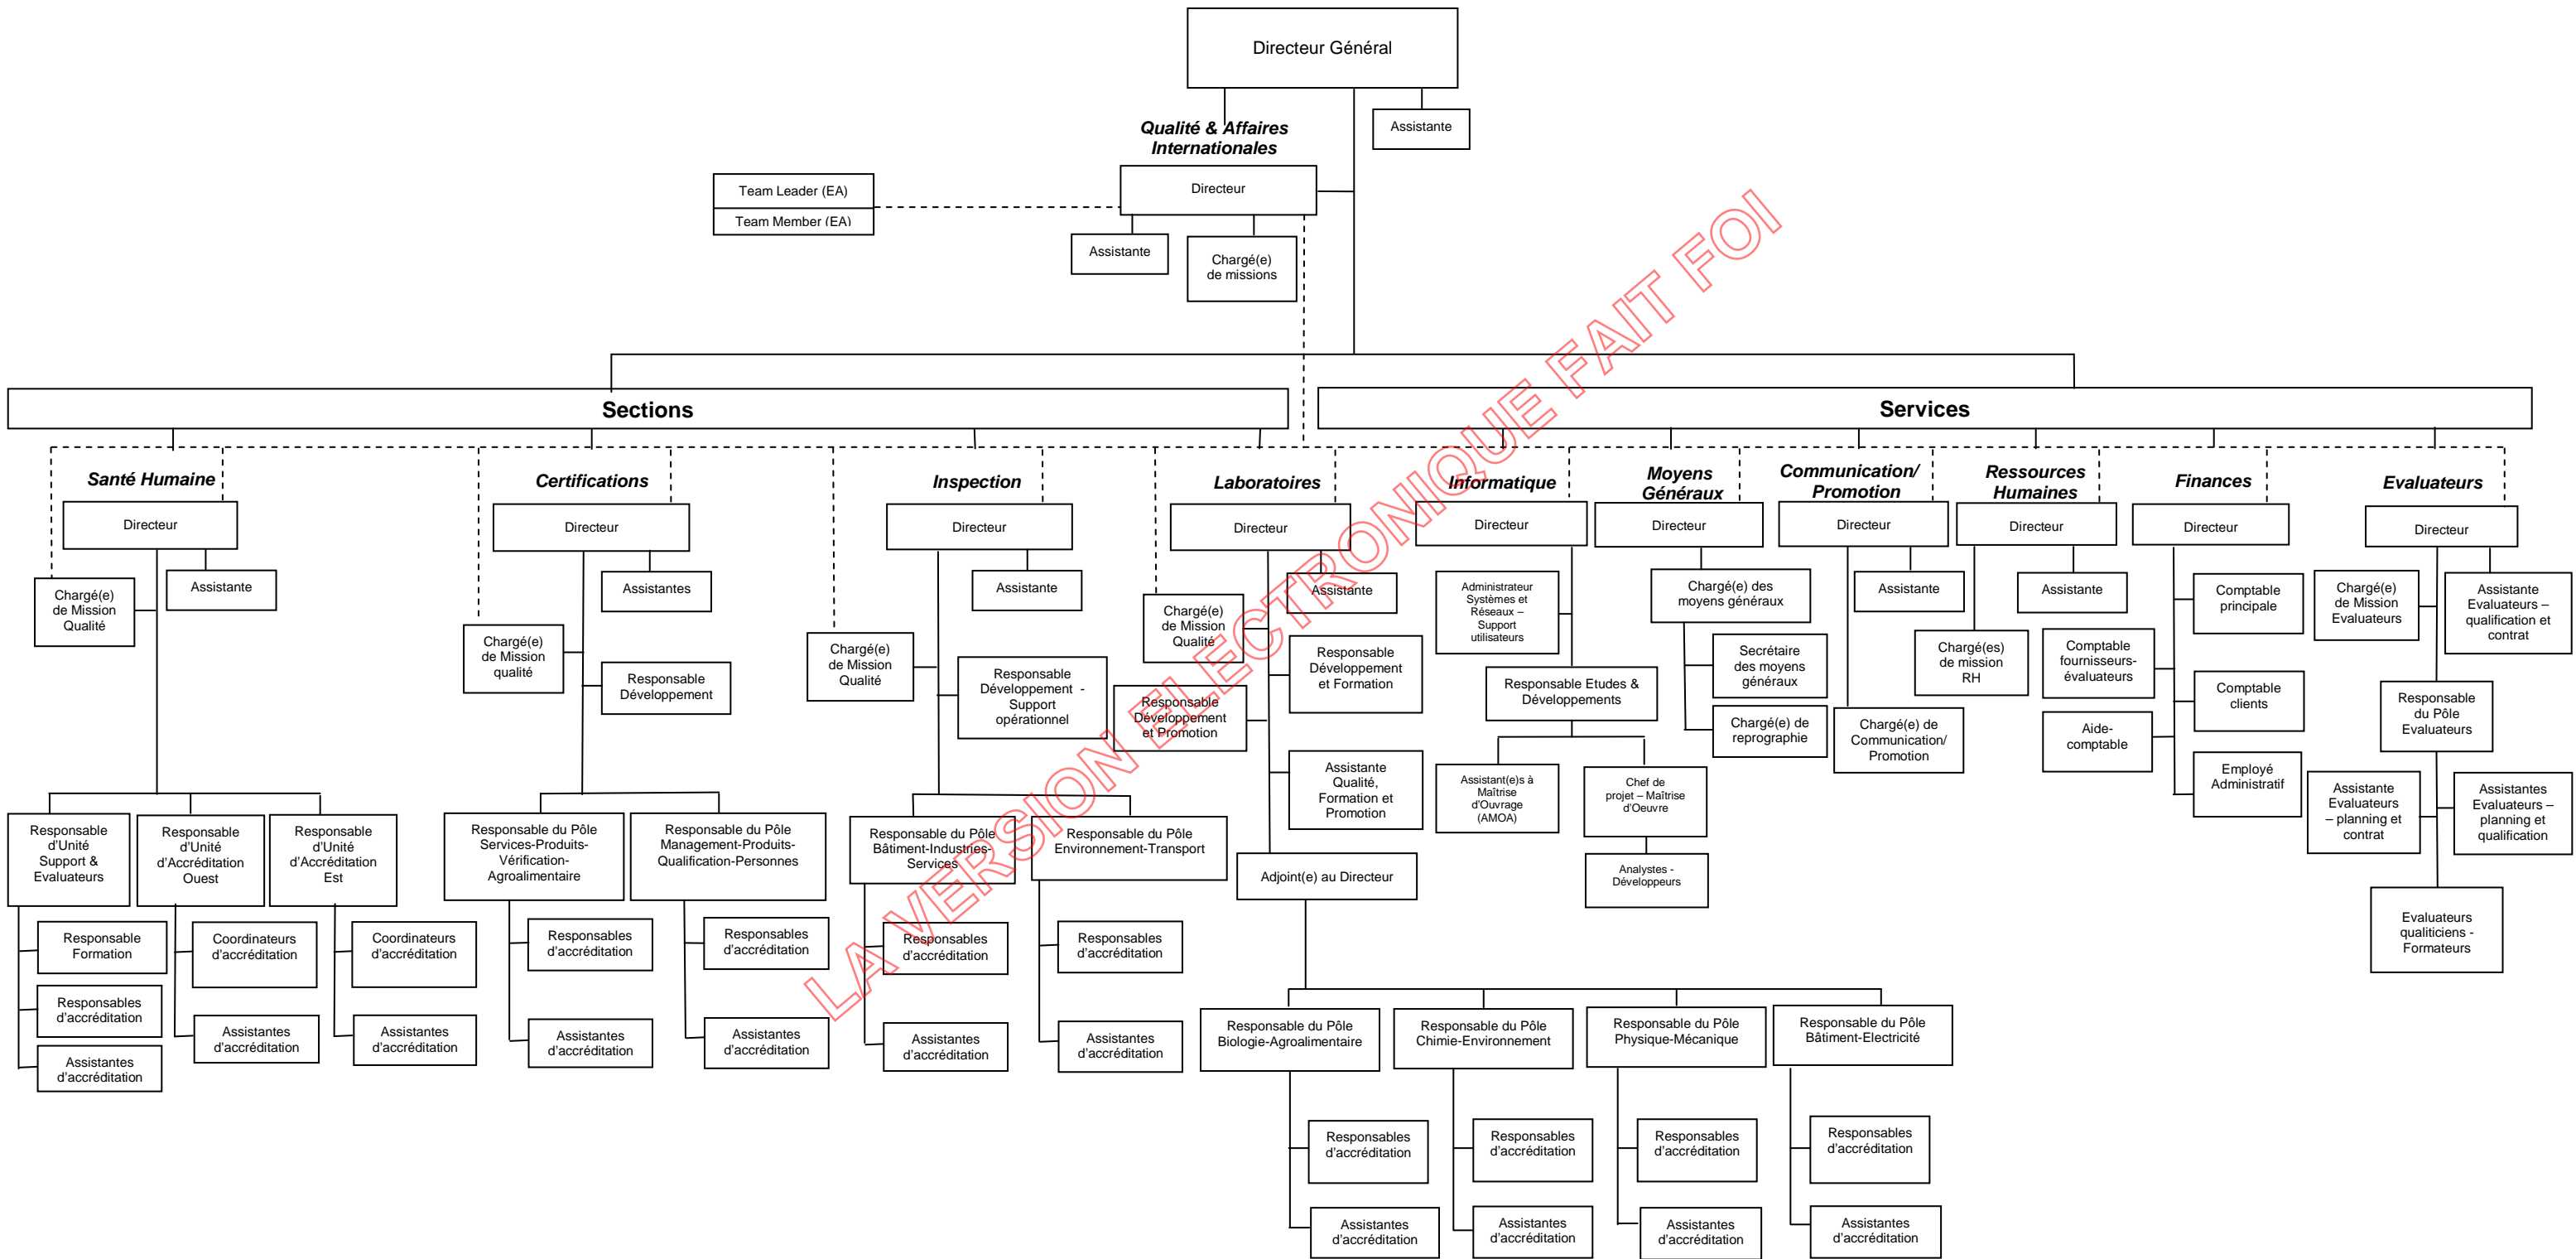 Directeur Général
Assistante
Qualité & Affaires
Internationales
Directeur
Team Leader (EA)
Team Member (EA)
Assistante
Chargé(e)
de missions
Sections
Services
Santé Humaine
Directeur
Assistante
Chargé(e)
de Mission
Qualité
Responsable
d'Unité
Support &
Evaluateurs
Responsable
Formation
Responsables
d'accréditation
Assistantes
d'accréditation
Responsable
d'Unité
d'Accréditation
Ouest
Coordinateurs
d'accréditation
Assistantes
d'accréditation
Responsable
d'Unité
d'Accréditation
Est
Coordinateurs
d'accréditation
Assistantes
d'accréditation
Certifications
Directeur
Assistantes
Chargé(e)
de Mission
qualité
Responsable
Développement
Responsable du Pôle
Services-Produits-
Vérification-
Agroalimentaire
Responsables
d'accréditation
Assistantes
d'accréditation
Responsable du Pôle
Management-Produits-
Qualification-Personnes
Responsables
d'accréditation
Assistantes
d'accréditation
Inspection
Directeur
Assistante
Chargé(e)
de Mission
Qualité
Responsable
Développement -
Support
opérationnel
Responsable du Pôle
Bâtiment-Industries-
Services
Responsables
d'accréditation
Assistantes
d'accréditation
Responsable du Pôle
Environnement-Transport
Responsables
d'accréditation
Assistantes
d'accréditation
Laboratoires
Directeur
Assistante
Chargé(e)
de Mission
Qualité
Responsable
Développement
et Formation
Responsable
Développement
et Promotion
Assistante
Qualité,
Formation et
Promotion
Adjoint(e) au Directeur
Responsable du Pôle
Biologie-Agroalimentaire
Responsables
d'accréditation
Assistantes
d'accréditation
Responsable du Pôle
Chimie-Environnement
Responsables
d'accréditation
Assistantes
d'accréditation
Responsable du Pôle
Physique-Mécanique
Responsables
d'accréditation
Assistantes
d'accréditation
Responsable du Pôle
Bâtiment-Electricité
Responsables
d'accréditation
Assistantes
d'accréditation
Informatique
Directeur
Administrateur
Systèmes et
Réseaux –
Support
utilisateurs
Responsable Etudes &
Développements
Assistant(e)s à
Maîtrise
d'Ouvrage
(AMOA)
Chef de
projet – Maîtrise
d'Oeuvre
Analystes -
Développeurs
Moyens
Généraux
Directeur
Chargé(e) des
moyens généraux
Secrétaire
des moyens
généraux
Chargé(e) de
reprographie
Communication/
Promotion
Directeur
Assistante
Chargé(e) de
Communication/
Promotion
Ressources
Humaines
Directeur
Assistante
Chargé(es)
de mission
RH
Finances
Directeur
Comptable
principale
Comptable
fournisseurs-
évaluateurs
Comptable
clients
Aide-
comptable
Employé
Administratif
Evaluateurs
Directeur
Chargé(e)
de Mission
Evaluateurs
Assistante
Evaluateurs –
qualification et
contrat
Responsable
du Pôle
Evaluateurs
Assistante
Evaluateurs
– planning et
contrat
Assistantes
Evaluateurs –
planning et
qualification
Evaluateurs
qualiticiens -
Formateurs
LA VERSION ELECTRONIQUE FAIT FOI